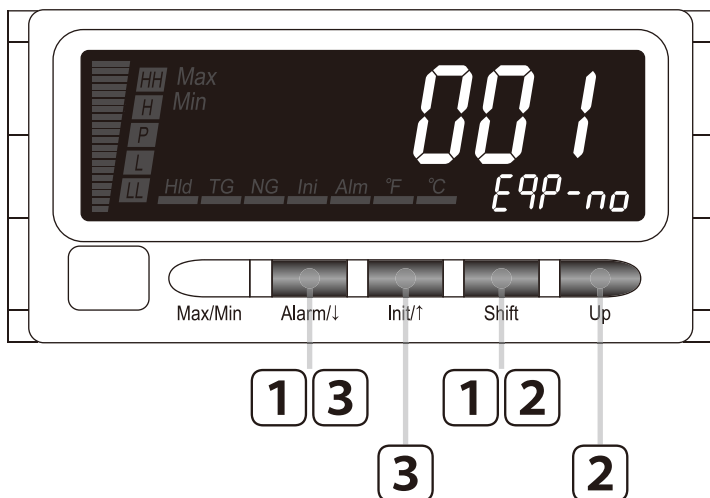 HH Max
H Min
P
L
LL
Hld TG NG Ini Alm °F °C
001
EqP-no
Max/Min Alarm/↓ Init/↑ Shift Up
1 3 1 2
3 2